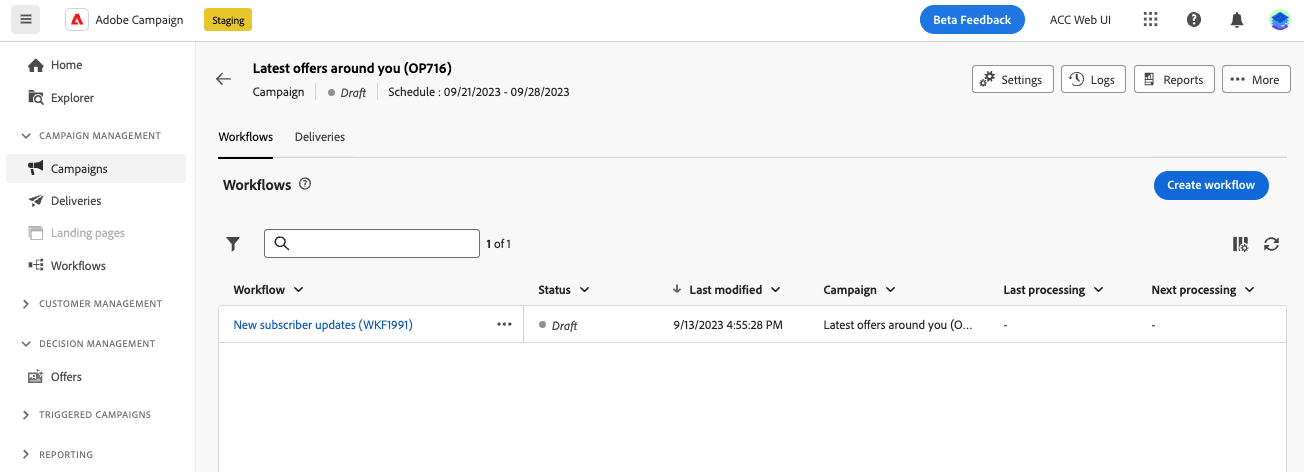 Adobe Campaign
Staging
Beta Feedback
ACC Web UI
Home
Explorer
CAMPAIGN MANAGEMENT
Campaigns
Deliveries
Landing pages
Workflows
CUSTOMER MANAGEMENT
DECISION MANAGEMENT
Offers
TRIGGERED CAMPAIGNS
REPORTING
Latest offers around you (OP716)
Campaign
Draft
Schedule : 09/21/2023 - 09/28/2023
Settings
Logs
Reports
More
Workflows
Deliveries
Workflows
Create workflow
1 of 1
Workflow Status Last modified Campaign Last processing Next processing
New subscriber updates (WKF1991) Draft 9/13/2023 4:55:28 PM Latest offers around you (O... - -